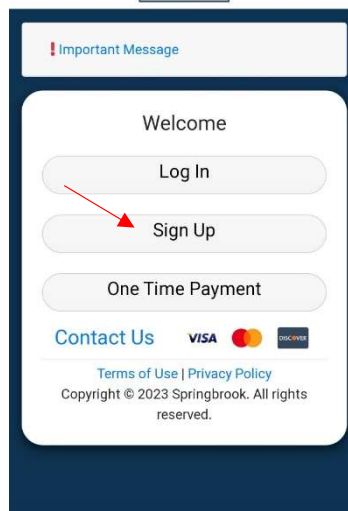 Important Message
Welcome
Log In
Sign Up
One Time Payment
Contact Us VISA DISCOVER
Terms of Use | Privacy Policy
Copyright © 2023 Springbrook. All rights
reserved.